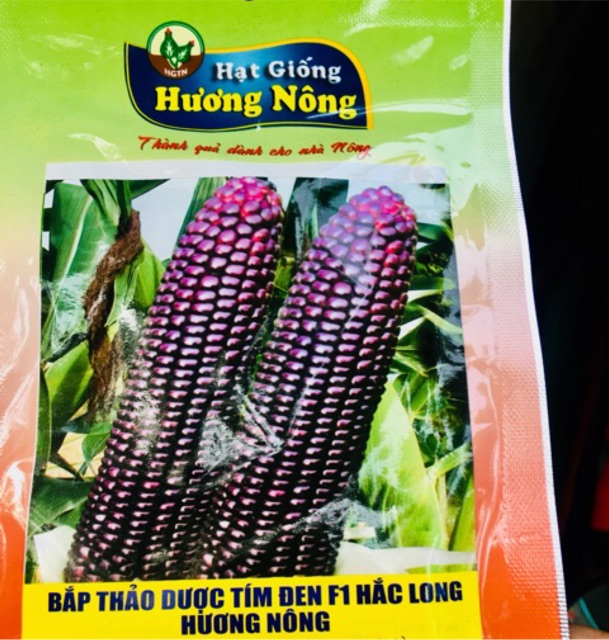 HGTN
Hạt Giống
Hương Nông
Thành quả dành cho nhà Nông
BẮP THẢO DƯỢC TÍM ĐEN F1 HẮC LONG
HƯƠNG NÔNG